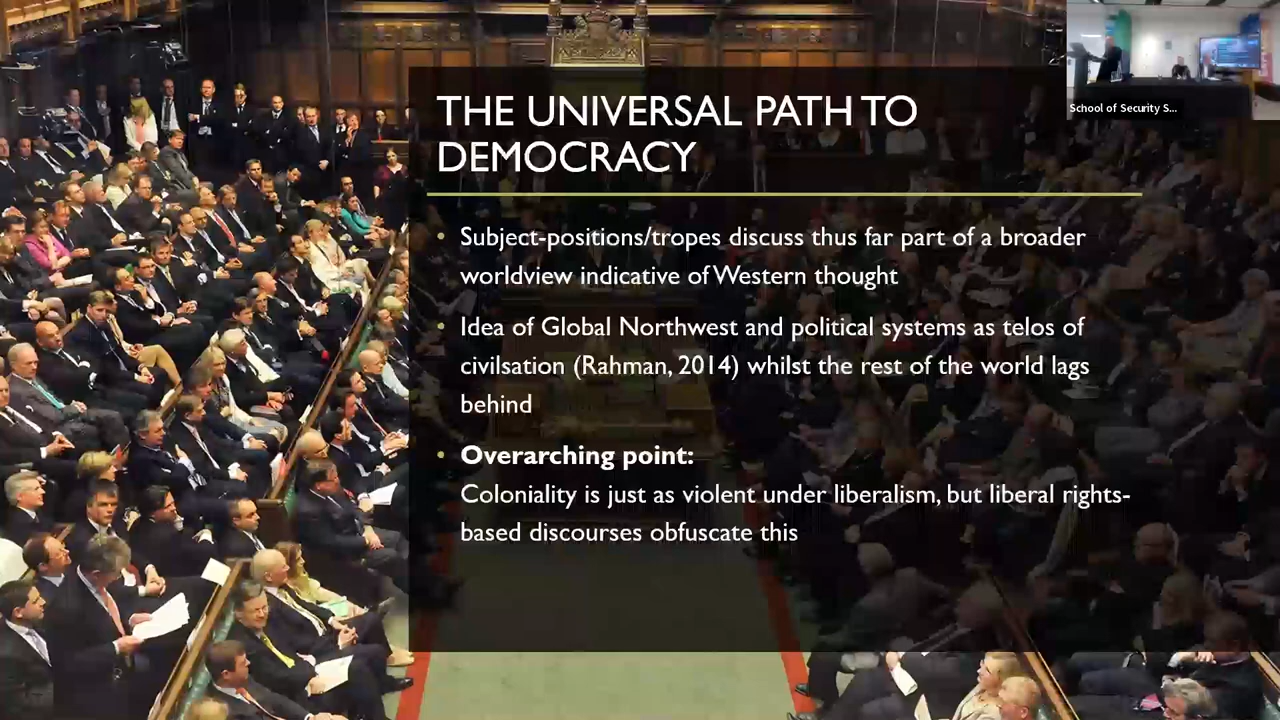 THE UNIVERSAL PATH TO
DEMOCRACY
School of Security S...
Subject-positions/tropes discuss thus far part of a broader
worldview indicative of Western thought
Idea of Global Northwest and political systems as telos of
civilsation (Rahman, 2014) whilst the rest of the world lags
behind
Overarching point:
Coloniality is just as violent under liberalism, but liberal rights-
based discourses obfuscate this